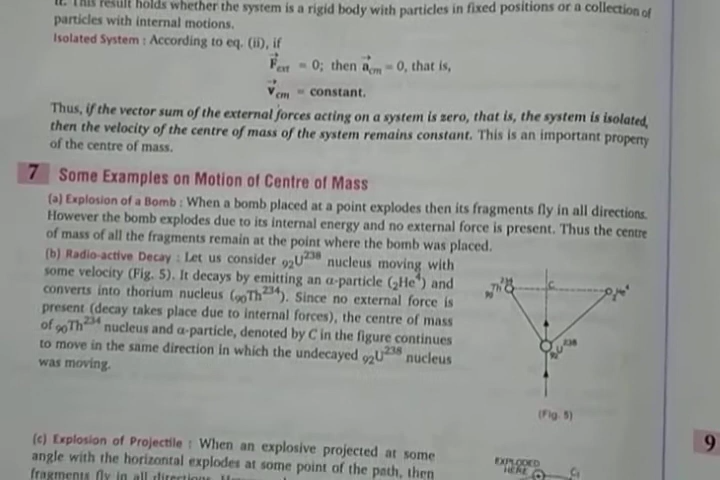 This result holds whether the system is a rigid body with particles in fixed positions or a collection of
particles with internal motions.
Isolated System : According to eq. (ii), if
F⃗ext = 0; then a⃗cm = 0, that is,
v⃗cm = constant.
Thus, if the vector sum of the external forces acting on a system is zero, that is, the system is isolated,
then the velocity of the centre of mass of the system remains constant. This is an important property
of the centre of mass.
7 Some Examples on Motion of Centre of Mass
(a) Explosion of a Bomb : When a bomb placed at a point explodes then its fragments fly in all directions.
However the bomb explodes due to its internal energy and no external force is present. Thus the centre
of mass of all the fragments remain at the point where the bomb was placed.
(b) Radio-active Decay : Let us consider ₉₂U²³⁸ nucleus moving with
some velocity (Fig. 5). It decays by emitting an α-particle (₂He⁴) and
converts into thorium nucleus (₉₀Th²³⁴). Since no external force is
present (decay takes place due to internal forces), the centre of mass
of ₉₀Th²³⁴ nucleus and α-particle, denoted by C in the figure continues
to move in the same direction in which the undecayed ₉₂U²³⁸ nucleus
was moving.
₉₀Th²³⁴ C ₂He⁴
₉₂U²³⁸
(Fig. 5)
9
(c) Explosion of Projectile : When an explosive projected at some
angle with the horizontal explodes at some point of the path, then
fragments fly in all directions.
EXPLODED
HERE C₁